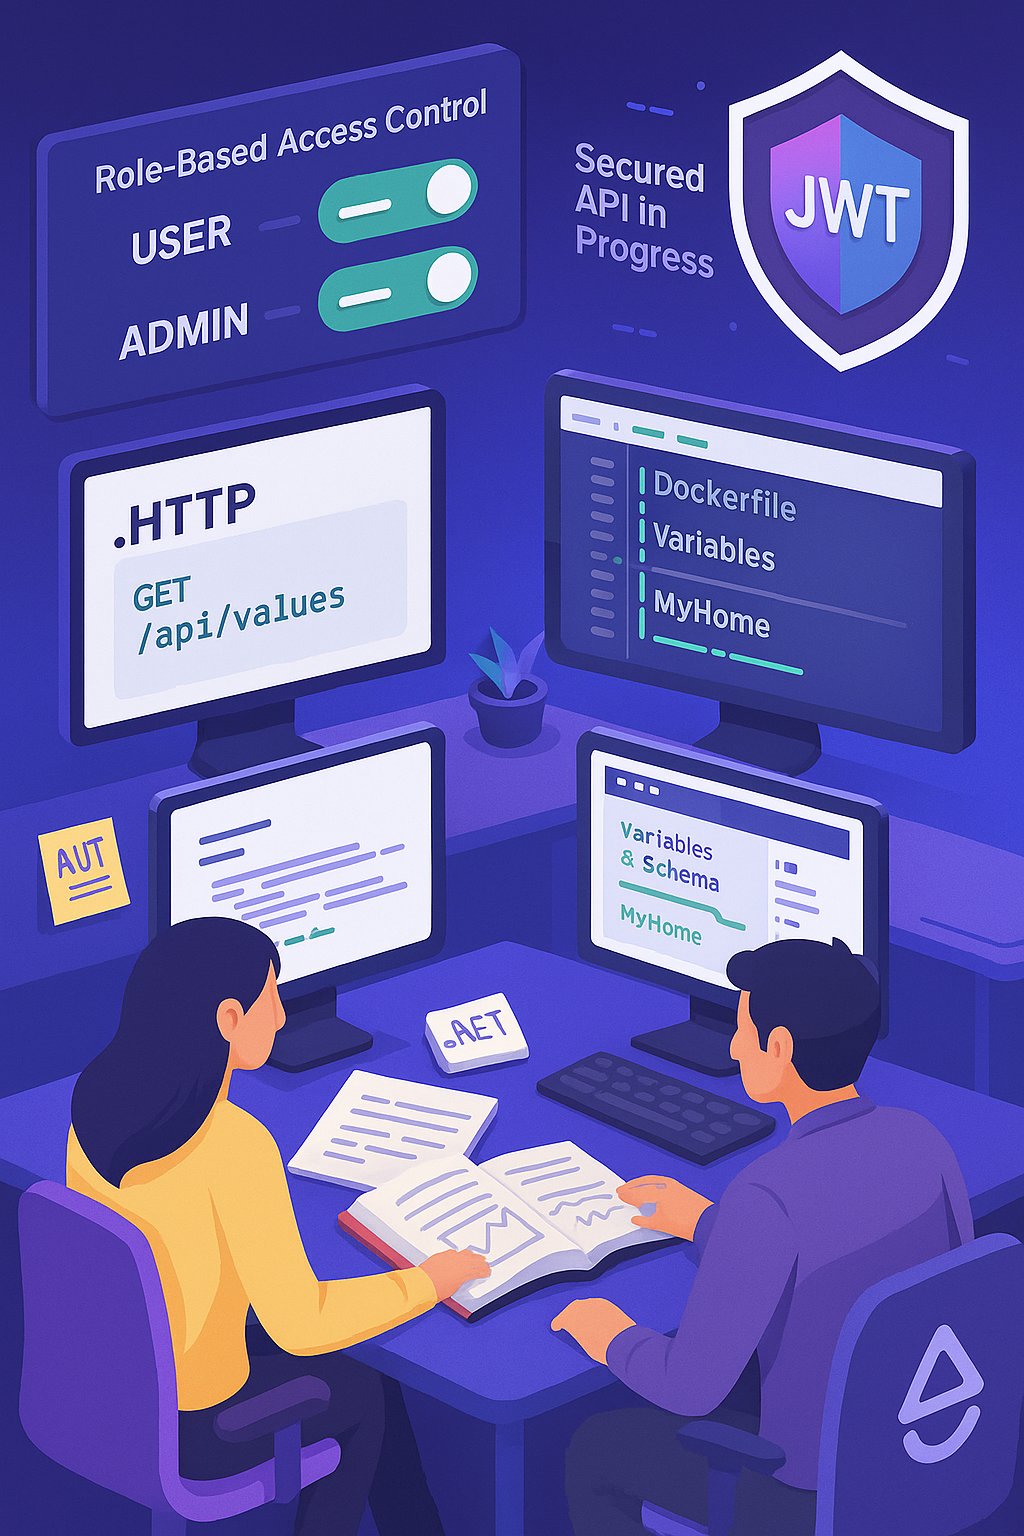 Role-Based Access Control
USER
ADMIN
Secured
API in
Progress
JWT
.HTTP
GET
/api/values
Dockerfile
Variables
MyHome
AUT
Variables
& Schema
MyHome
.AET